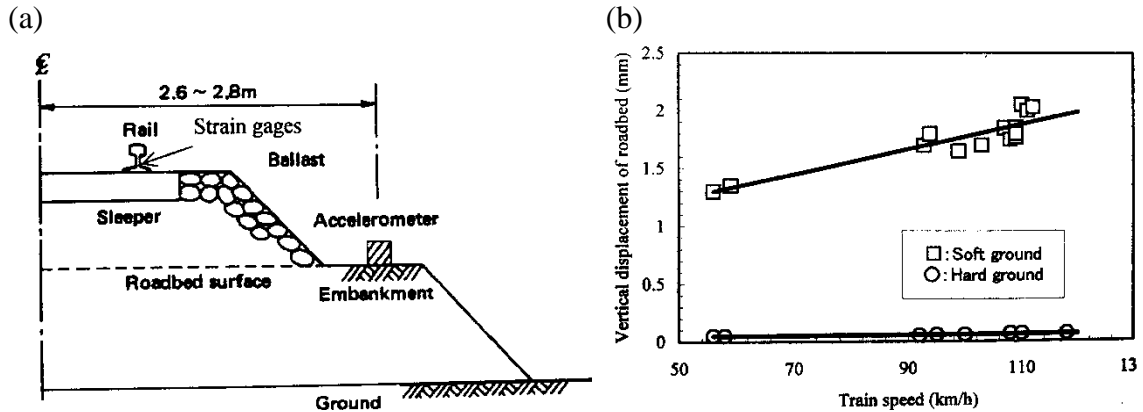 (a)
℄
2.6 ~ 2.8m
Rail
Strain gages
Ballast
Sleeper
Accelerometer
Roadbed surface
Embankment
Ground
(b)
Vertical displacement of roadbed (mm)
2.5
2
1.5
1
0.5
0
□: Soft ground
○: Hard ground
50 70 90 110 13
Train speed (km/h)